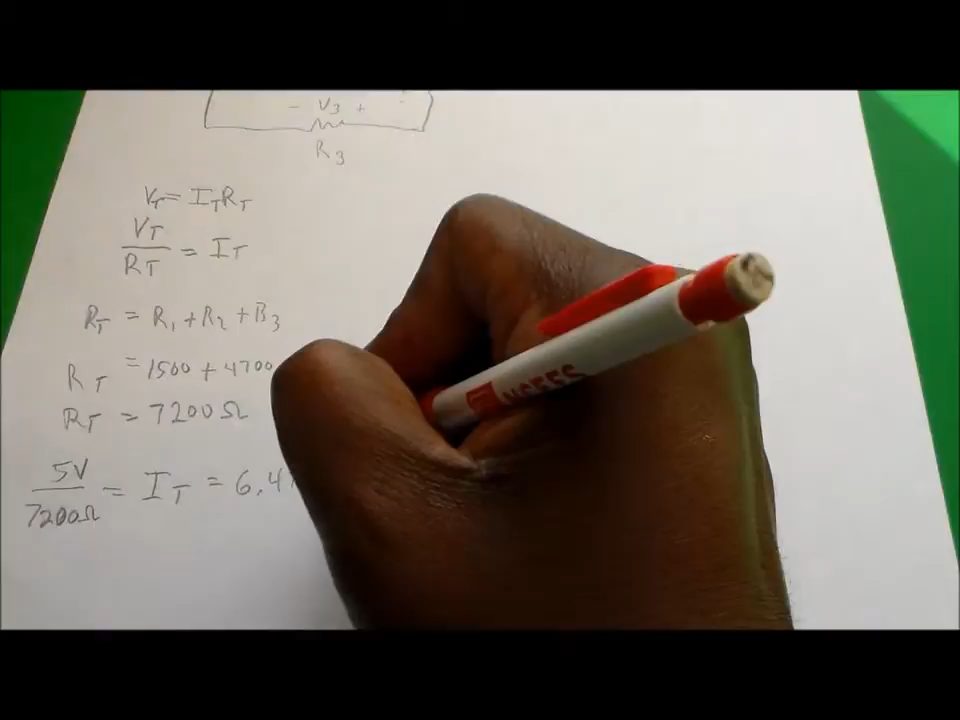 - V3 +
R3
VT = ITRT
VT
RT = IT
RT = R1 + R2 + B3
RT = 1500 + 4700
RT = 7200Ω
5V
7200Ω = IT = 6.4